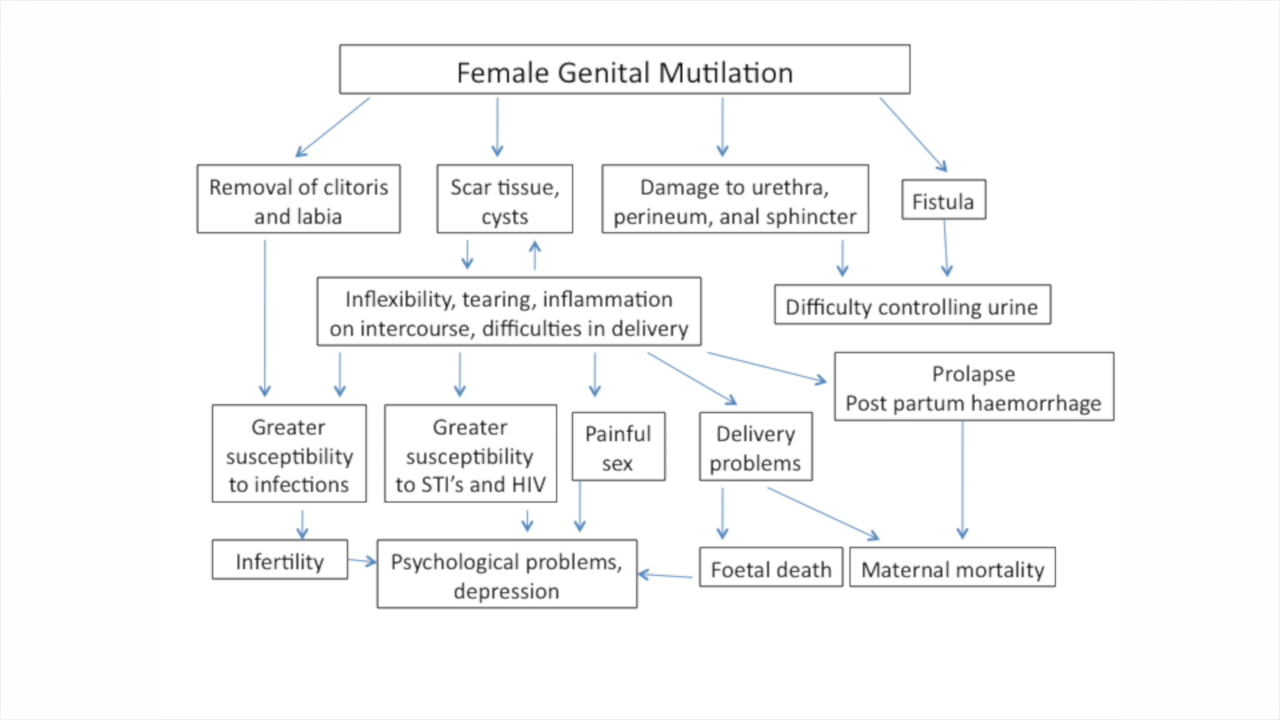 Female Genital Mutilation
Removal of clitoris
and labia
Scar tissue,
cysts
Damage to urethra,
perineum, anal sphincter
Fistula
Inflexibility, tearing, inflammation
on intercourse, difficulties in delivery
Difficulty controlling urine
Prolapse
Post partum haemorrhage
Greater
susceptibility
to infections
Greater
susceptibility
to STI's and HIV
Painful
sex
Delivery
problems
Infertility
Psychological problems,
depression
Foetal death
Maternal mortality